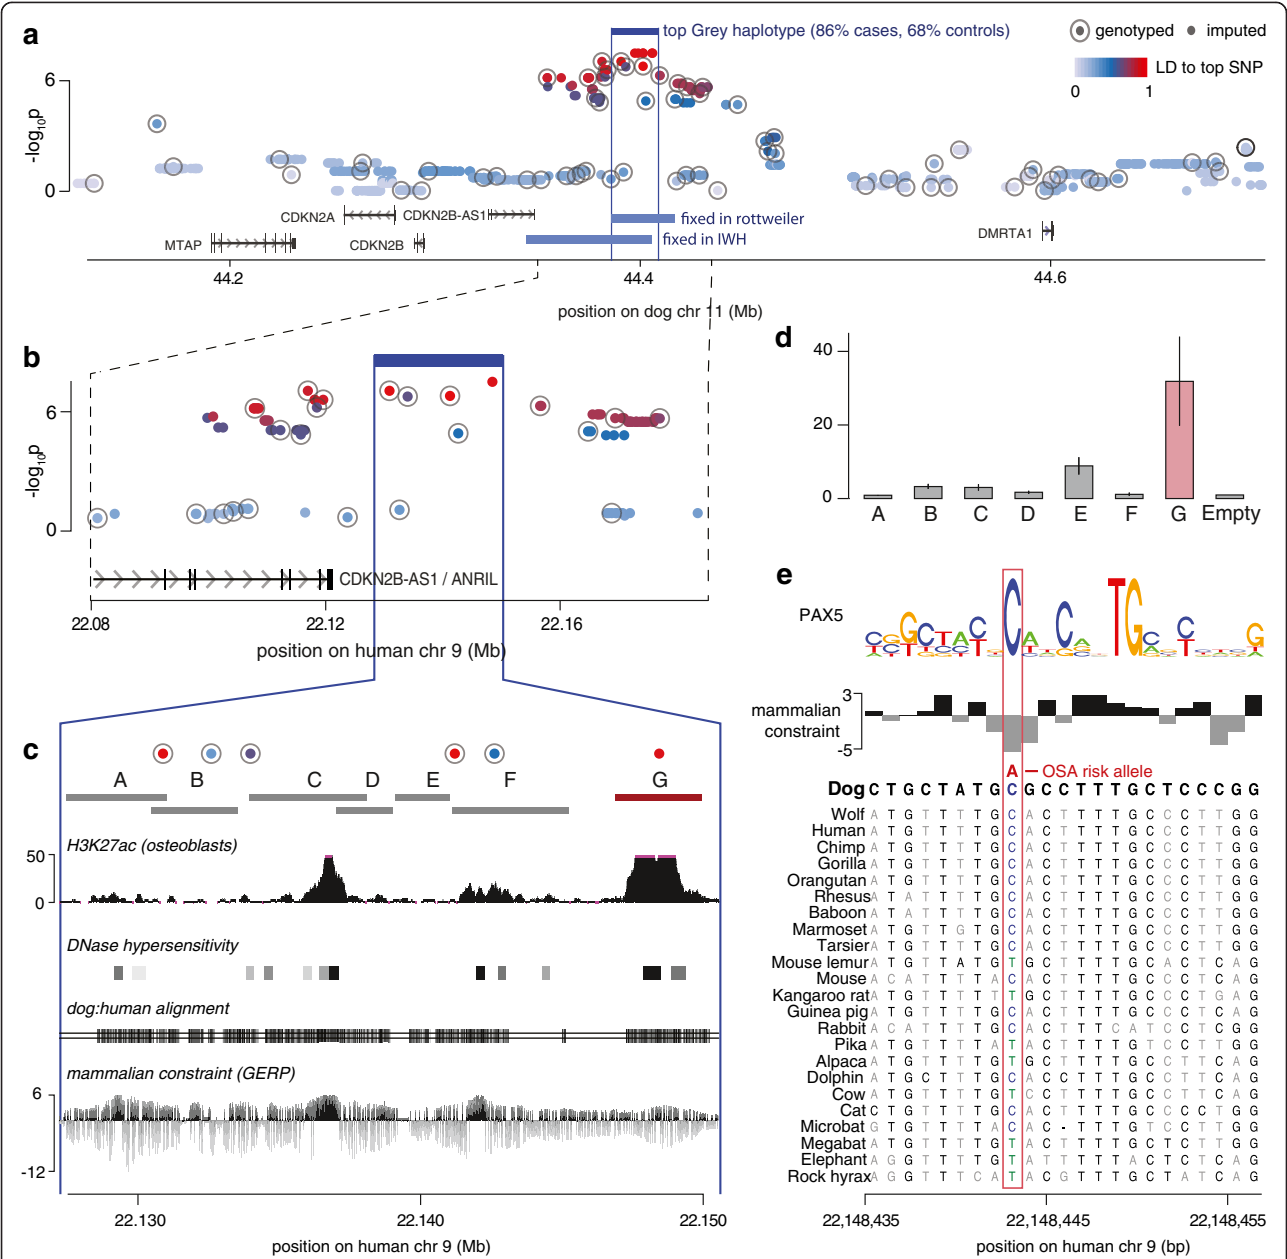 a
top Grey haplotype (86% cases, 68% controls)
genotyped
imputed
LD to top SNP
0 1
6
0
-log10p
CDKN2A
CDKN2B-AS1
MTAP
CDKN2B
fixed in rottweiler
fixed in IWH
DMRTA1
44.2 44.4 44.6
position on dog chr 11 (Mb)
b
6
0
-log10p
CDKN2B-AS1 / ANRIL
22.08 22.12 22.16
position on human chr 9 (Mb)
c
A B C D E F G
H3K27ac (osteoblasts)
50
0
DNase hypersensitivity
dog:human alignment
mammalian constraint (GERP)
6
-12
22.130 22.140 22.150
position on human chr 9 (Mb)
d
40
20
0
A B C D E F G Empty
e
PAX5
3
-5
mammalian
constraint
A – OSA risk allele
Dog C T G C T A T G C G C C T T T G C T C C C G G
Wolf A T G T T T T G C A C T T T T G C C C T T G G
Human A T G T T T T G C A C T T T T G C C C T T G G
Chimp A T G T T T T G C A C T T T T G C C C T T G G
Gorilla A T G T T T T G C A C T T T T G C C C T T G G
Orangutan A T G T T T T G C A C T T T T G C C C T T G G
Rhesus A T A T T T T G C A C T T T T G C C C T T G G
Baboon A T A T T T T G C A C T T T T G C C C T T G G
Marmoset A T G T T G T G C A C T T T T G C C C T T G G
Tarsier A T G T T T T G C A C T T T T G C C C T T G G
Mouse lemur A T G T T A T G T G C T T T T G C A C T C A G
Mouse A C A T T T T A C A C T T T T G C C C T C A G
Kangaroo rat A T G T T T T T T G C T T T T G C C C T G A G
Guinea pig A T G T T T T G C A C T T T T G C C C T C A G
Rabbit A C A T T T T G C A C T T T C A T C C T C G G
Pika A T G T T T T A T A C T T T T G T C C T T G G
Alpaca A T G T T T T G T G C T T T T G C C T T C A G
Dolphin A T G C T T T G C A C C T T T G C C T T C A G
Cow A T G T T T T G T C C T T T T G C C T T C A G
Cat C T G T T T T G C A C T T T T G C C C C T G G
Microbat G T G T T T T A C A C - T T T G T C C T T G G
Megabat A T G T T T T G T A C T T T T G C T C T T G G
Elephant A G G T T T T G T A T T T T T A C T C T C A G
Rock hyrax A G G T T T C A T A C G T T T G C T A T C A G
22,148,435 22,148,445 22,148,455
position on human chr 9 (bp)